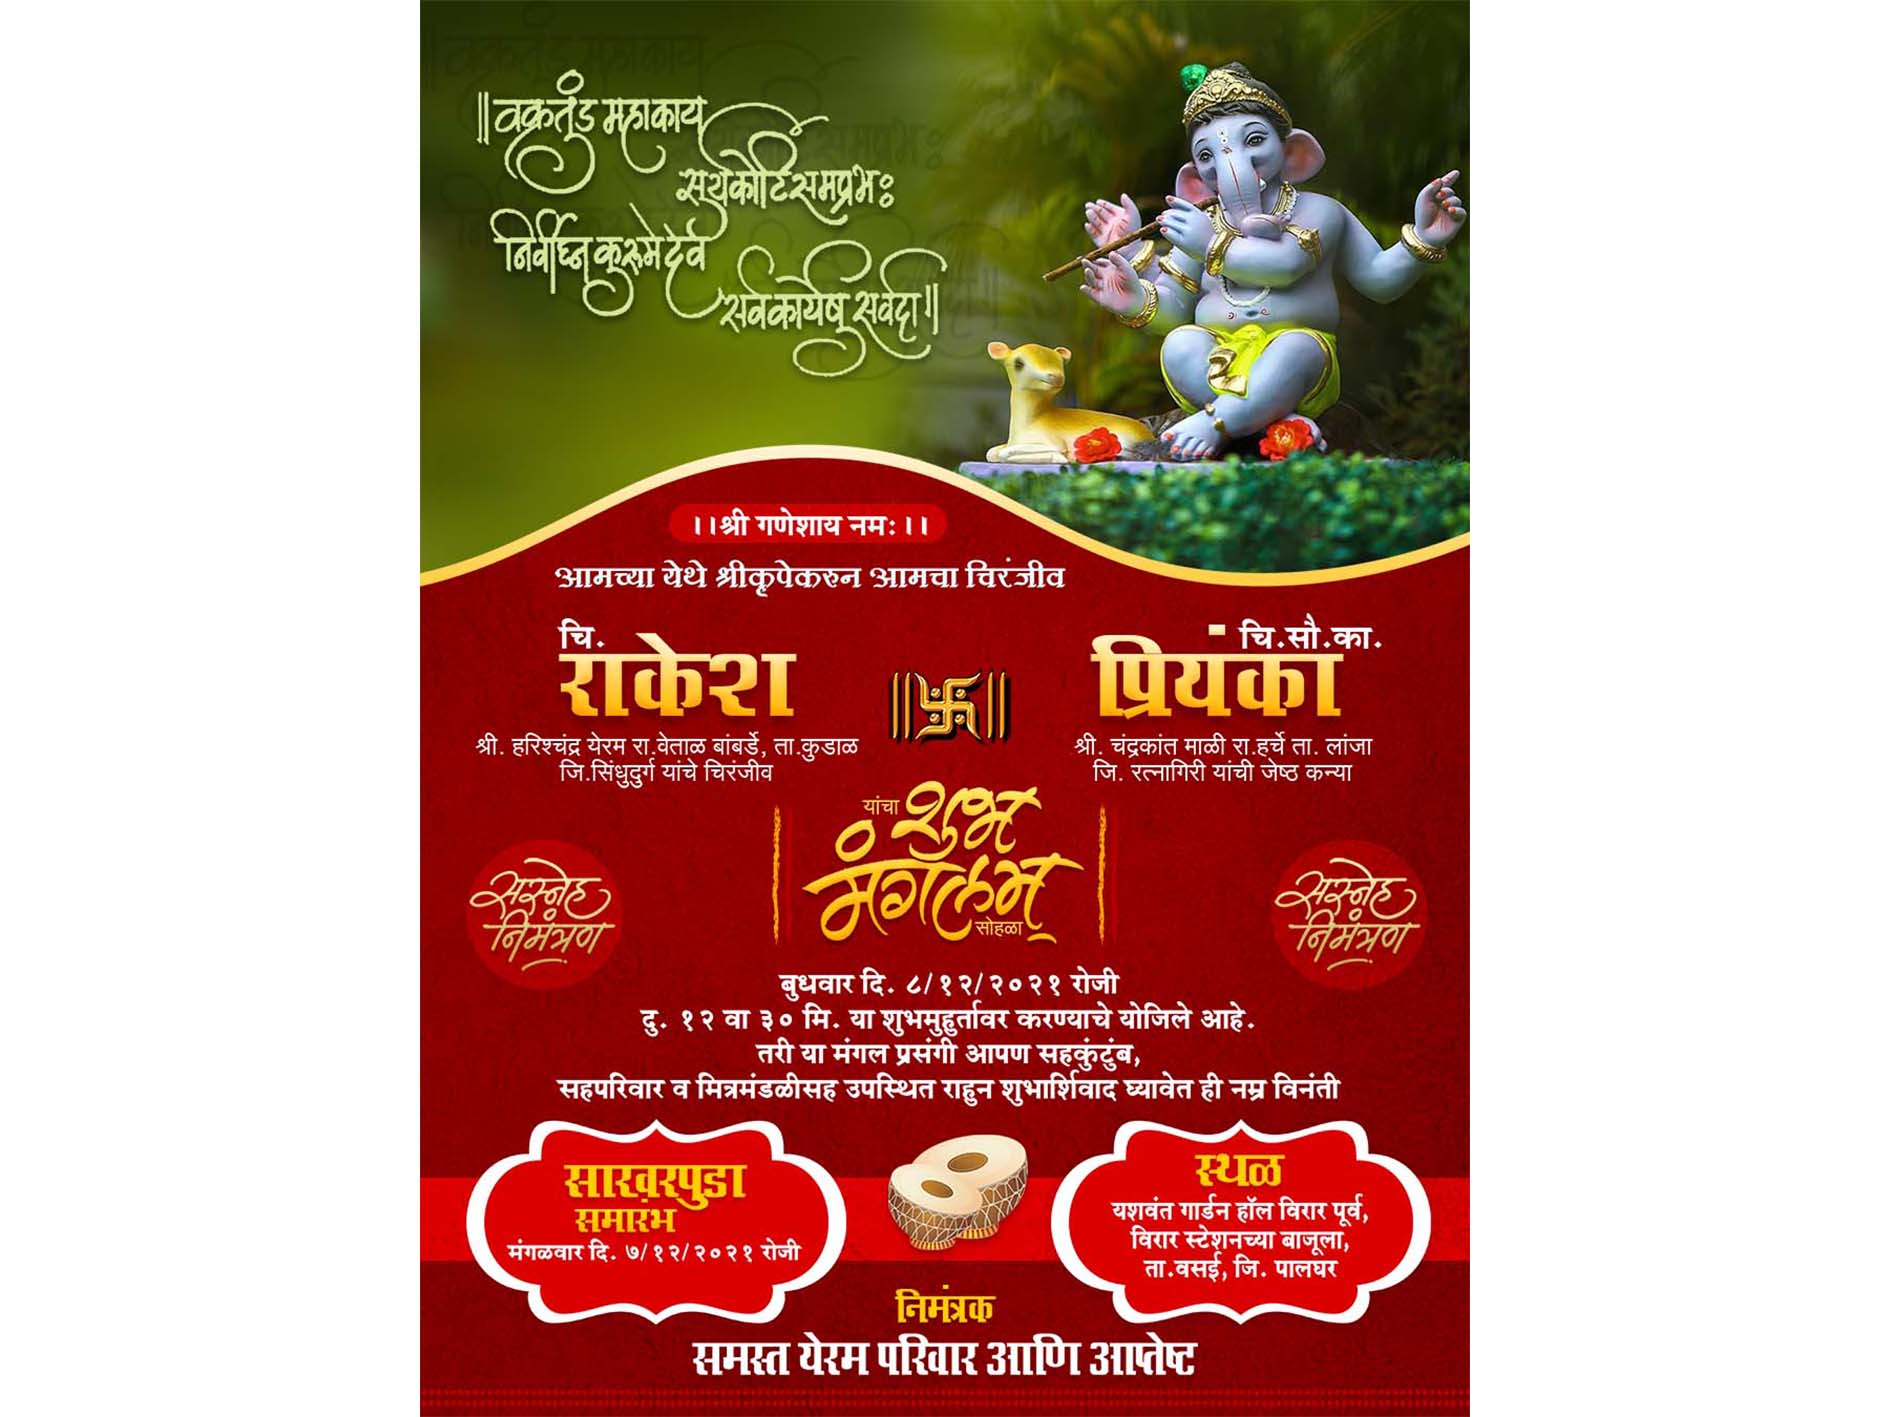 ॥ वक्रतुंड महाकाय
सूर्यकोटि समप्रभः
निर्विघ्न कुरुमे देव
सर्वकार्येषु सर्वदा ॥
।।श्री गणेशाय नमः।।
आमच्या येथे श्रीकृपेकरुन आमचा चिरंजीव
चि.
राकेश
श्री. हरिश्चंद्र येरम रा.वेताळ बांबर्डे, ता.कुडाळ
जि.सिंधुदुर्ग यांचे चिरंजीव
चि.सौ.का.
प्रियंका
श्री. चंद्रकांत माळी रा.हर्चे ता. लांजा
जि. रत्नागिरी यांची जेष्ठ कन्या
यांचा शुभ
मंगलम्
सोहळा
सस्नेह
निमंत्रण
सस्नेह
निमंत्रण
बुधवार दि. ८/१२/२०२१ रोजी
दु. १२ वा ३० मि. या शुभमुहुर्तावर करण्याचे योजिले आहे.
तरी या मंगल प्रसंगी आपण सहकुंटुंब,
सहपरिवार व मित्रमंडळीसह उपस्थित राहुन शुभार्शिवाद घ्यावेत ही नम्र विनंती
साखरपुडा
समारंभ
मंगळवार दि. ७/१२/२०२१ रोजी
स्थळ
यशवंत गार्डन हॉल विरार पूर्व,
विरार स्टेशनच्या बाजूला,
ता.वसई, जि. पालघर
निमंत्रक
समस्त येरम परिवार आणि आप्तेष्ट